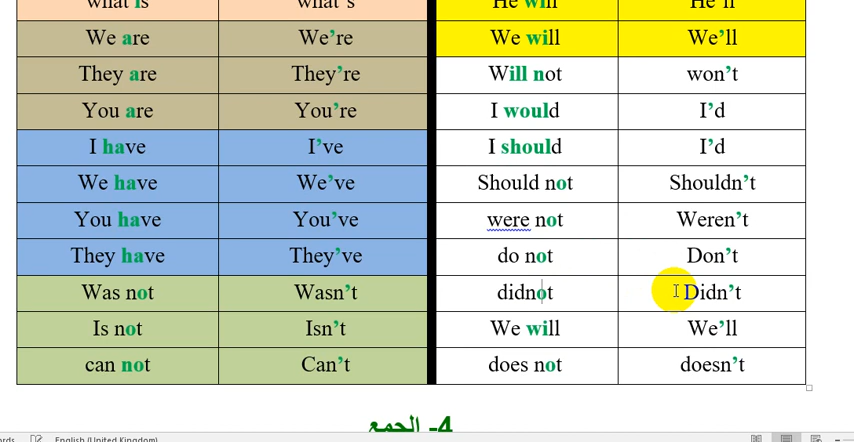 what is what's He will He'll
We are We're We will We'll
They are They're Will not won't
You are You're I would I'd
I have I've I should I'd
We have We've Should not Shouldn't
You have You've were not Weren't
They have They've do not Don't
Was not Wasn't didnot Didn't
Is not Isn't We will We'll
can not Can't does not doesn't
4- الجمع
English (United Kingdom)